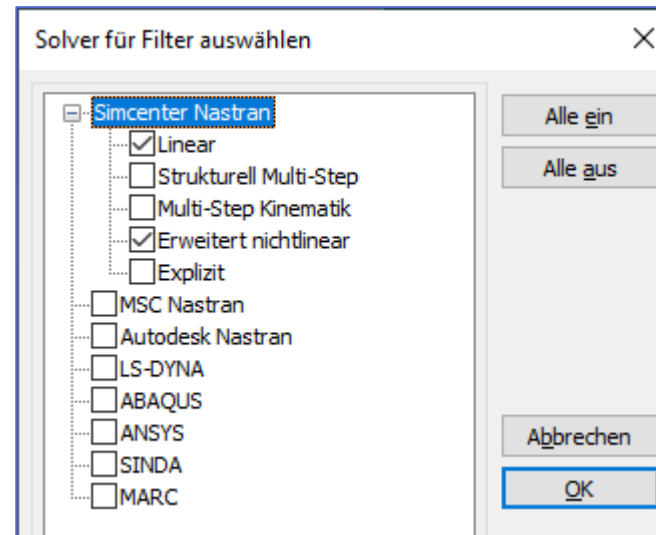 Solver für Filter auswählen
Simcenter Nastran
Linear
Strukturell Multi-Step
Multi-Step Kinematik
Erweitert nichtlinear
Explizit
MSC Nastran
Autodesk Nastran
LS-DYNA
ABAQUS
ANSYS
SINDA
MARC
Alle ein
Alle aus
Abbrechen
OK